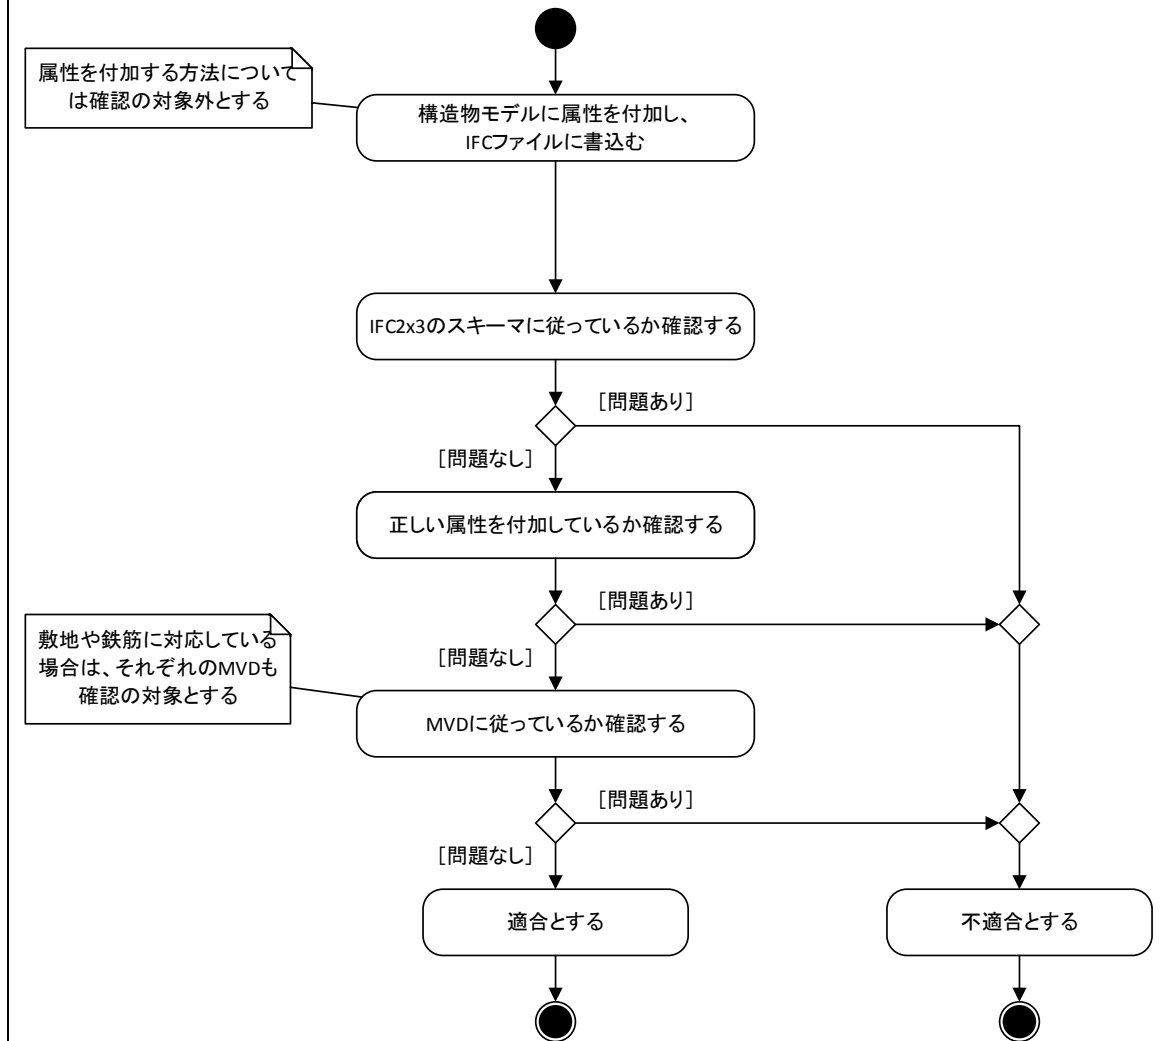 属性を付加する方法について
は確認の対象外とする
構造物モデルに属性を付加し、
IFCファイルに書込む
IFC2x3のスキーマに従っているか確認する
[問題あり]
[問題なし]
正しい属性を付加しているか確認する
[問題あり]
敷地や鉄筋に対応している
場合は、それぞれのMVDも
確認の対象とする
[問題なし]
MVDに従っているか確認する
[問題あり]
[問題なし]
適合とする
不適合とする